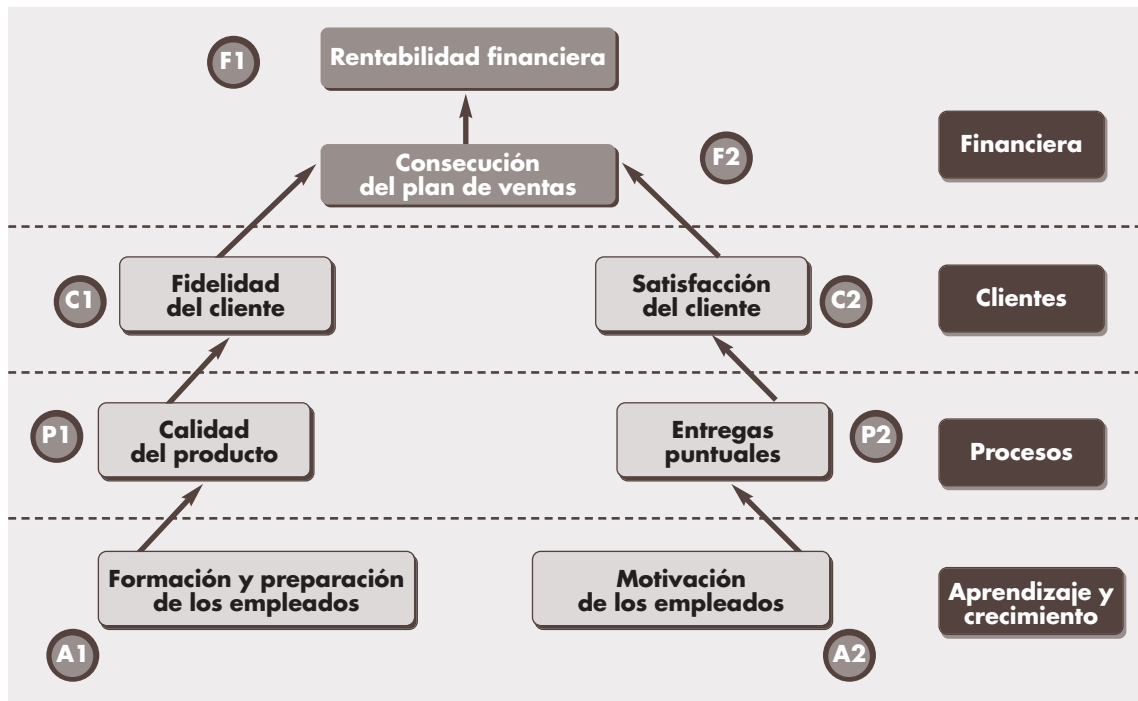 F1
Rentabilidad financiera
Consecución
del plan de ventas
F2
Financiera
C1
Fidelidad
del cliente
Satisfacción
del cliente
C2
Clientes
P1
Calidad
del producto
Entregas
puntuales
P2
Procesos
Formación y preparación
de los empleados
Motivación
de los empleados
Aprendizaje y
crecimiento
A1
A2